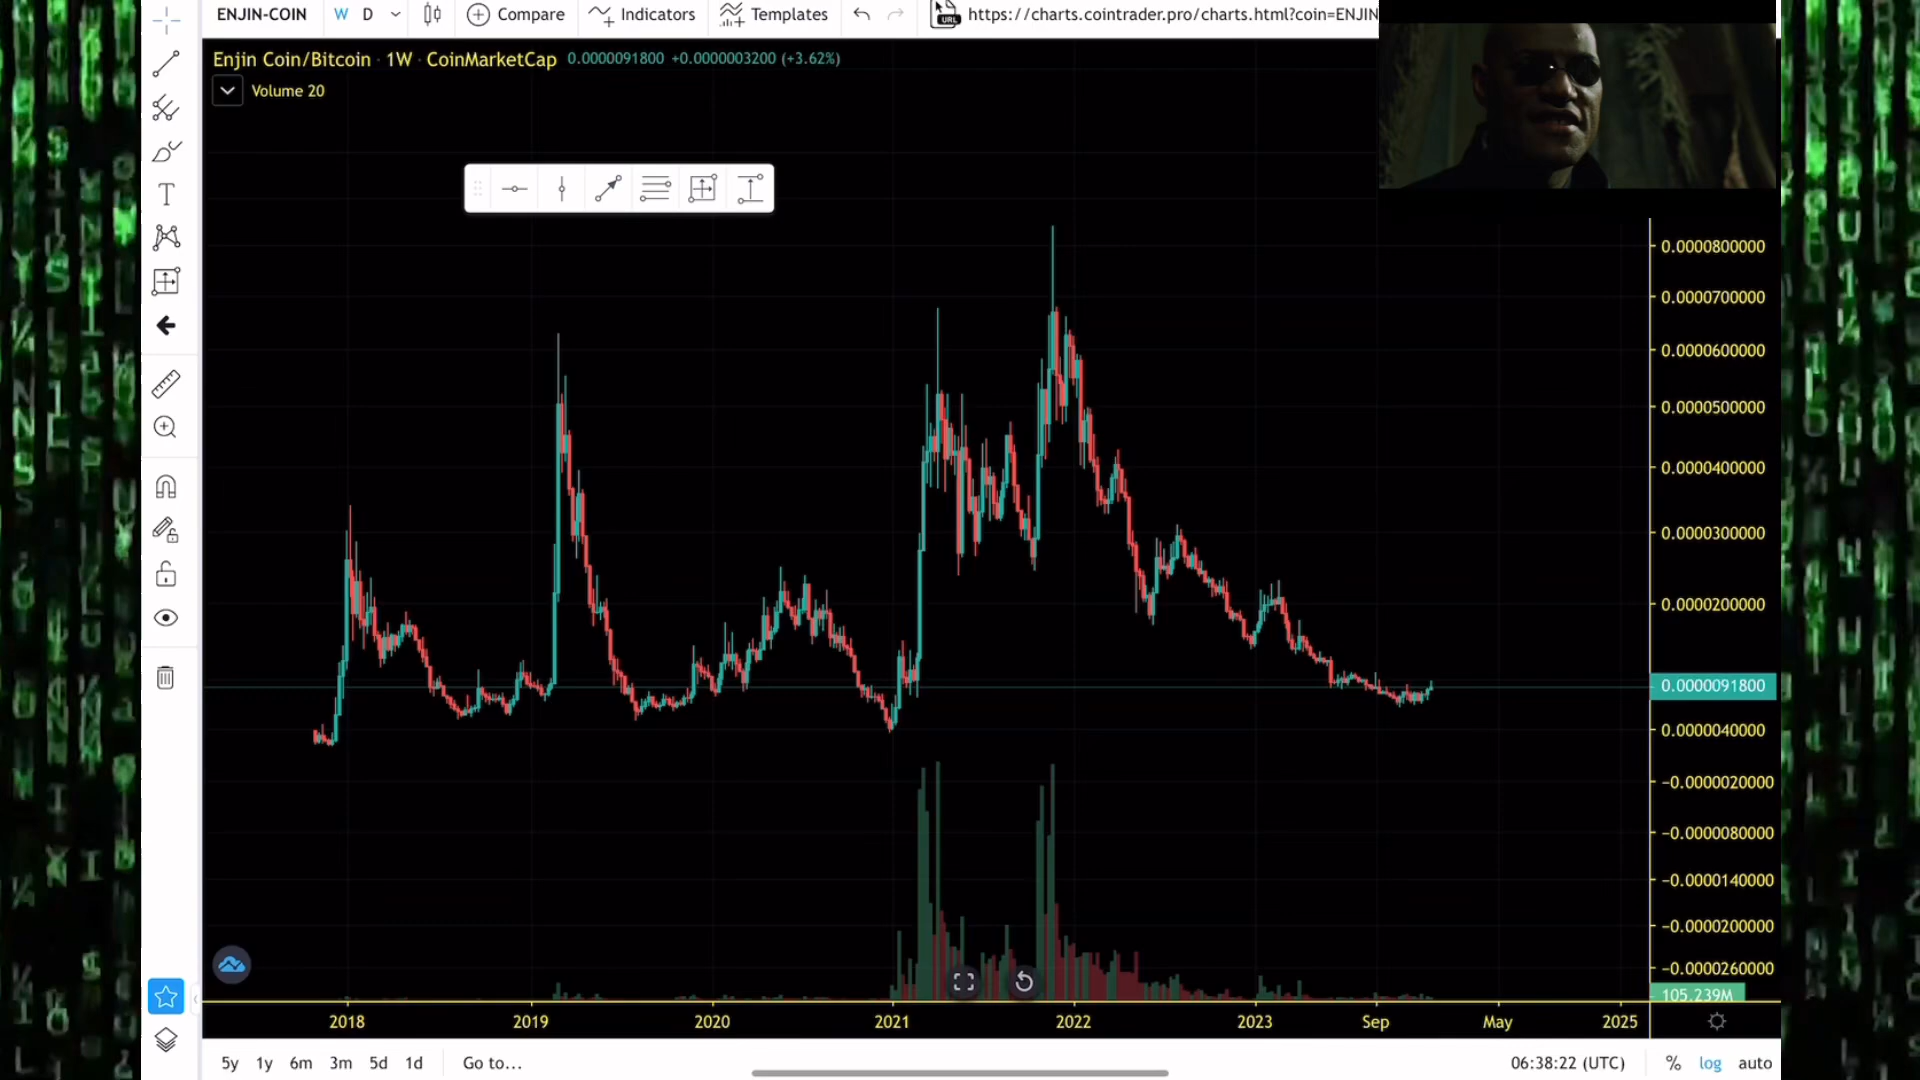 ENJIN-COIN W D Compare Indicators Templates https://charts.cointrader.pro/charts.html?coin=ENJIN
Enjin Coin/Bitcoin · 1W · CoinMarketCap 0.0000091800 +0.0000003200 (+3.62%)
Volume 20
0.0000800000
0.0000700000
0.0000600000
0.0000500000
0.0000400000
0.0000300000
0.0000200000
0.0000091800
0.0000040000
−0.0000020000
−0.0000080000
−0.0000140000
−0.0000200000
−0.0000260000
105.239M
2018 2019 2020 2021 2022 2023 Sep May 2025
5y 1y 6m 3m 5d 1d Go to... 06:38:22 (UTC) % log auto